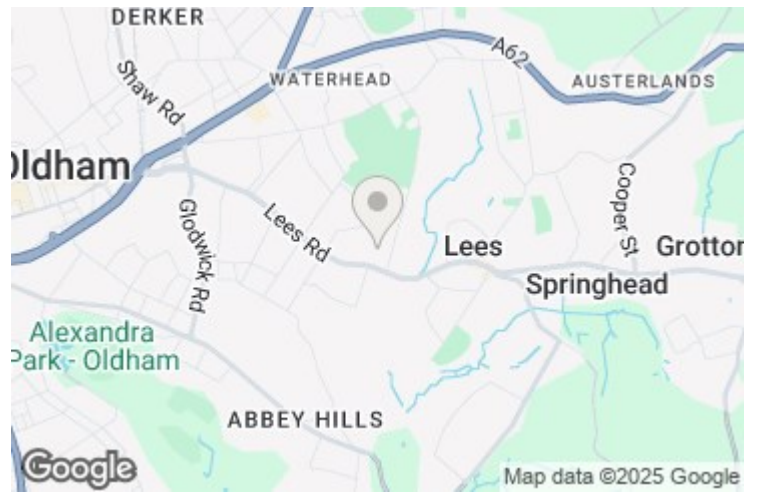 DERKER
Shaw Rd
WATERHEAD
A62
AUSTERLANDS
Oldham
Glodwick Rd
Lees Rd
Lees
Cooper St
Grotton
Springhead
Alexandra
Park - Oldham
ABBEY HILLS
Google
Map data ©2025 Google